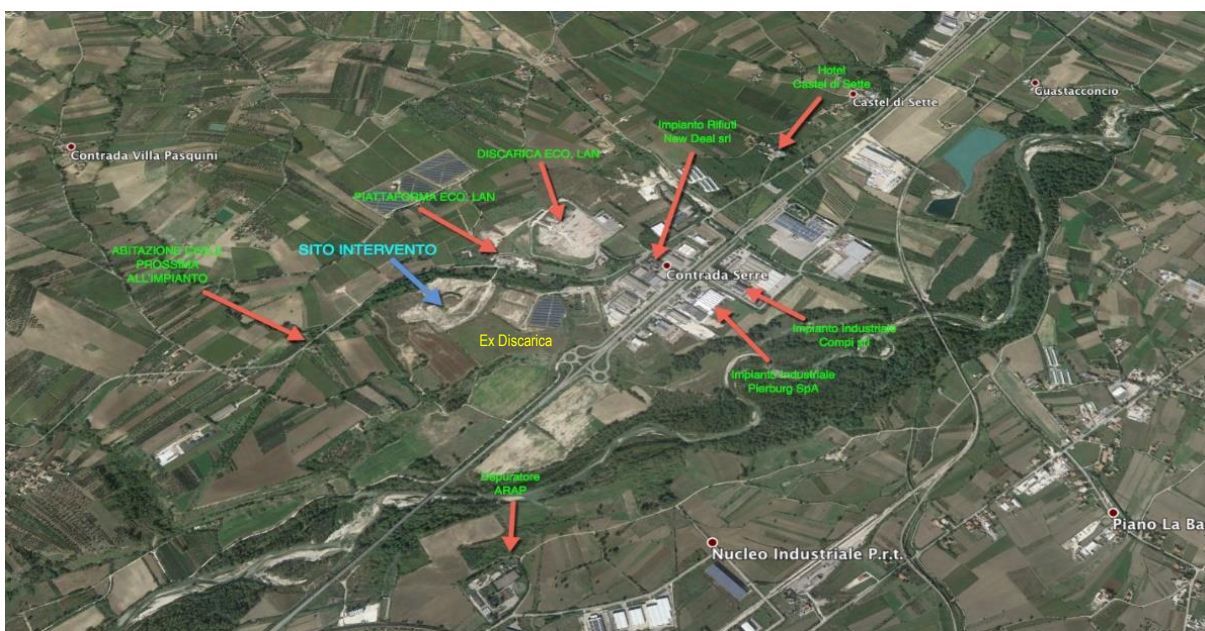 Hotel
Castel di Sette
Castel di Sette
Guastacconcio
Impianto Rifiuti
New Deal srl
Contrada Villa Pasquini
DISCARICA ECO. LAN
PIATTAFORMA ECO. LAN
ABITAZIONE CIVILE
PROSSIMA
ALL'IMPIANTO
SITO INTERVENTO
Contrada Serre
Ex Discarica
Impianto Industriale
Compi srl
Impianto Industriale
Pierburg SpA
Depuratore
ARAP
Nucleo Industriale P.r.t.
Piano La Ba